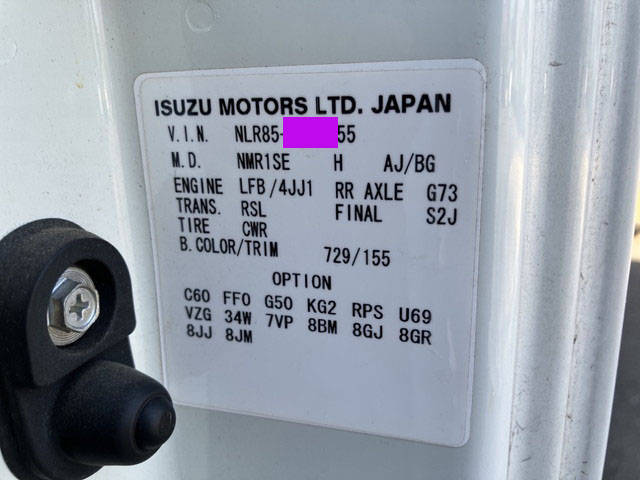 ISUZU MOTORS LTD. JAPAN
V.I.N. NLR85- 55
M.D. NMR1SE H AJ/BG
ENGINE LFB/4JJ1 RR AXLE G73
TRANS. RSL FINAL S2J
TIRE CWR
B.COLOR/TRIM 729/155
OPTION
C60 FF0 G50 KG2 RPS U69
VZG 34W 7VP 8BM 8GJ 8GR
8JJ 8JM